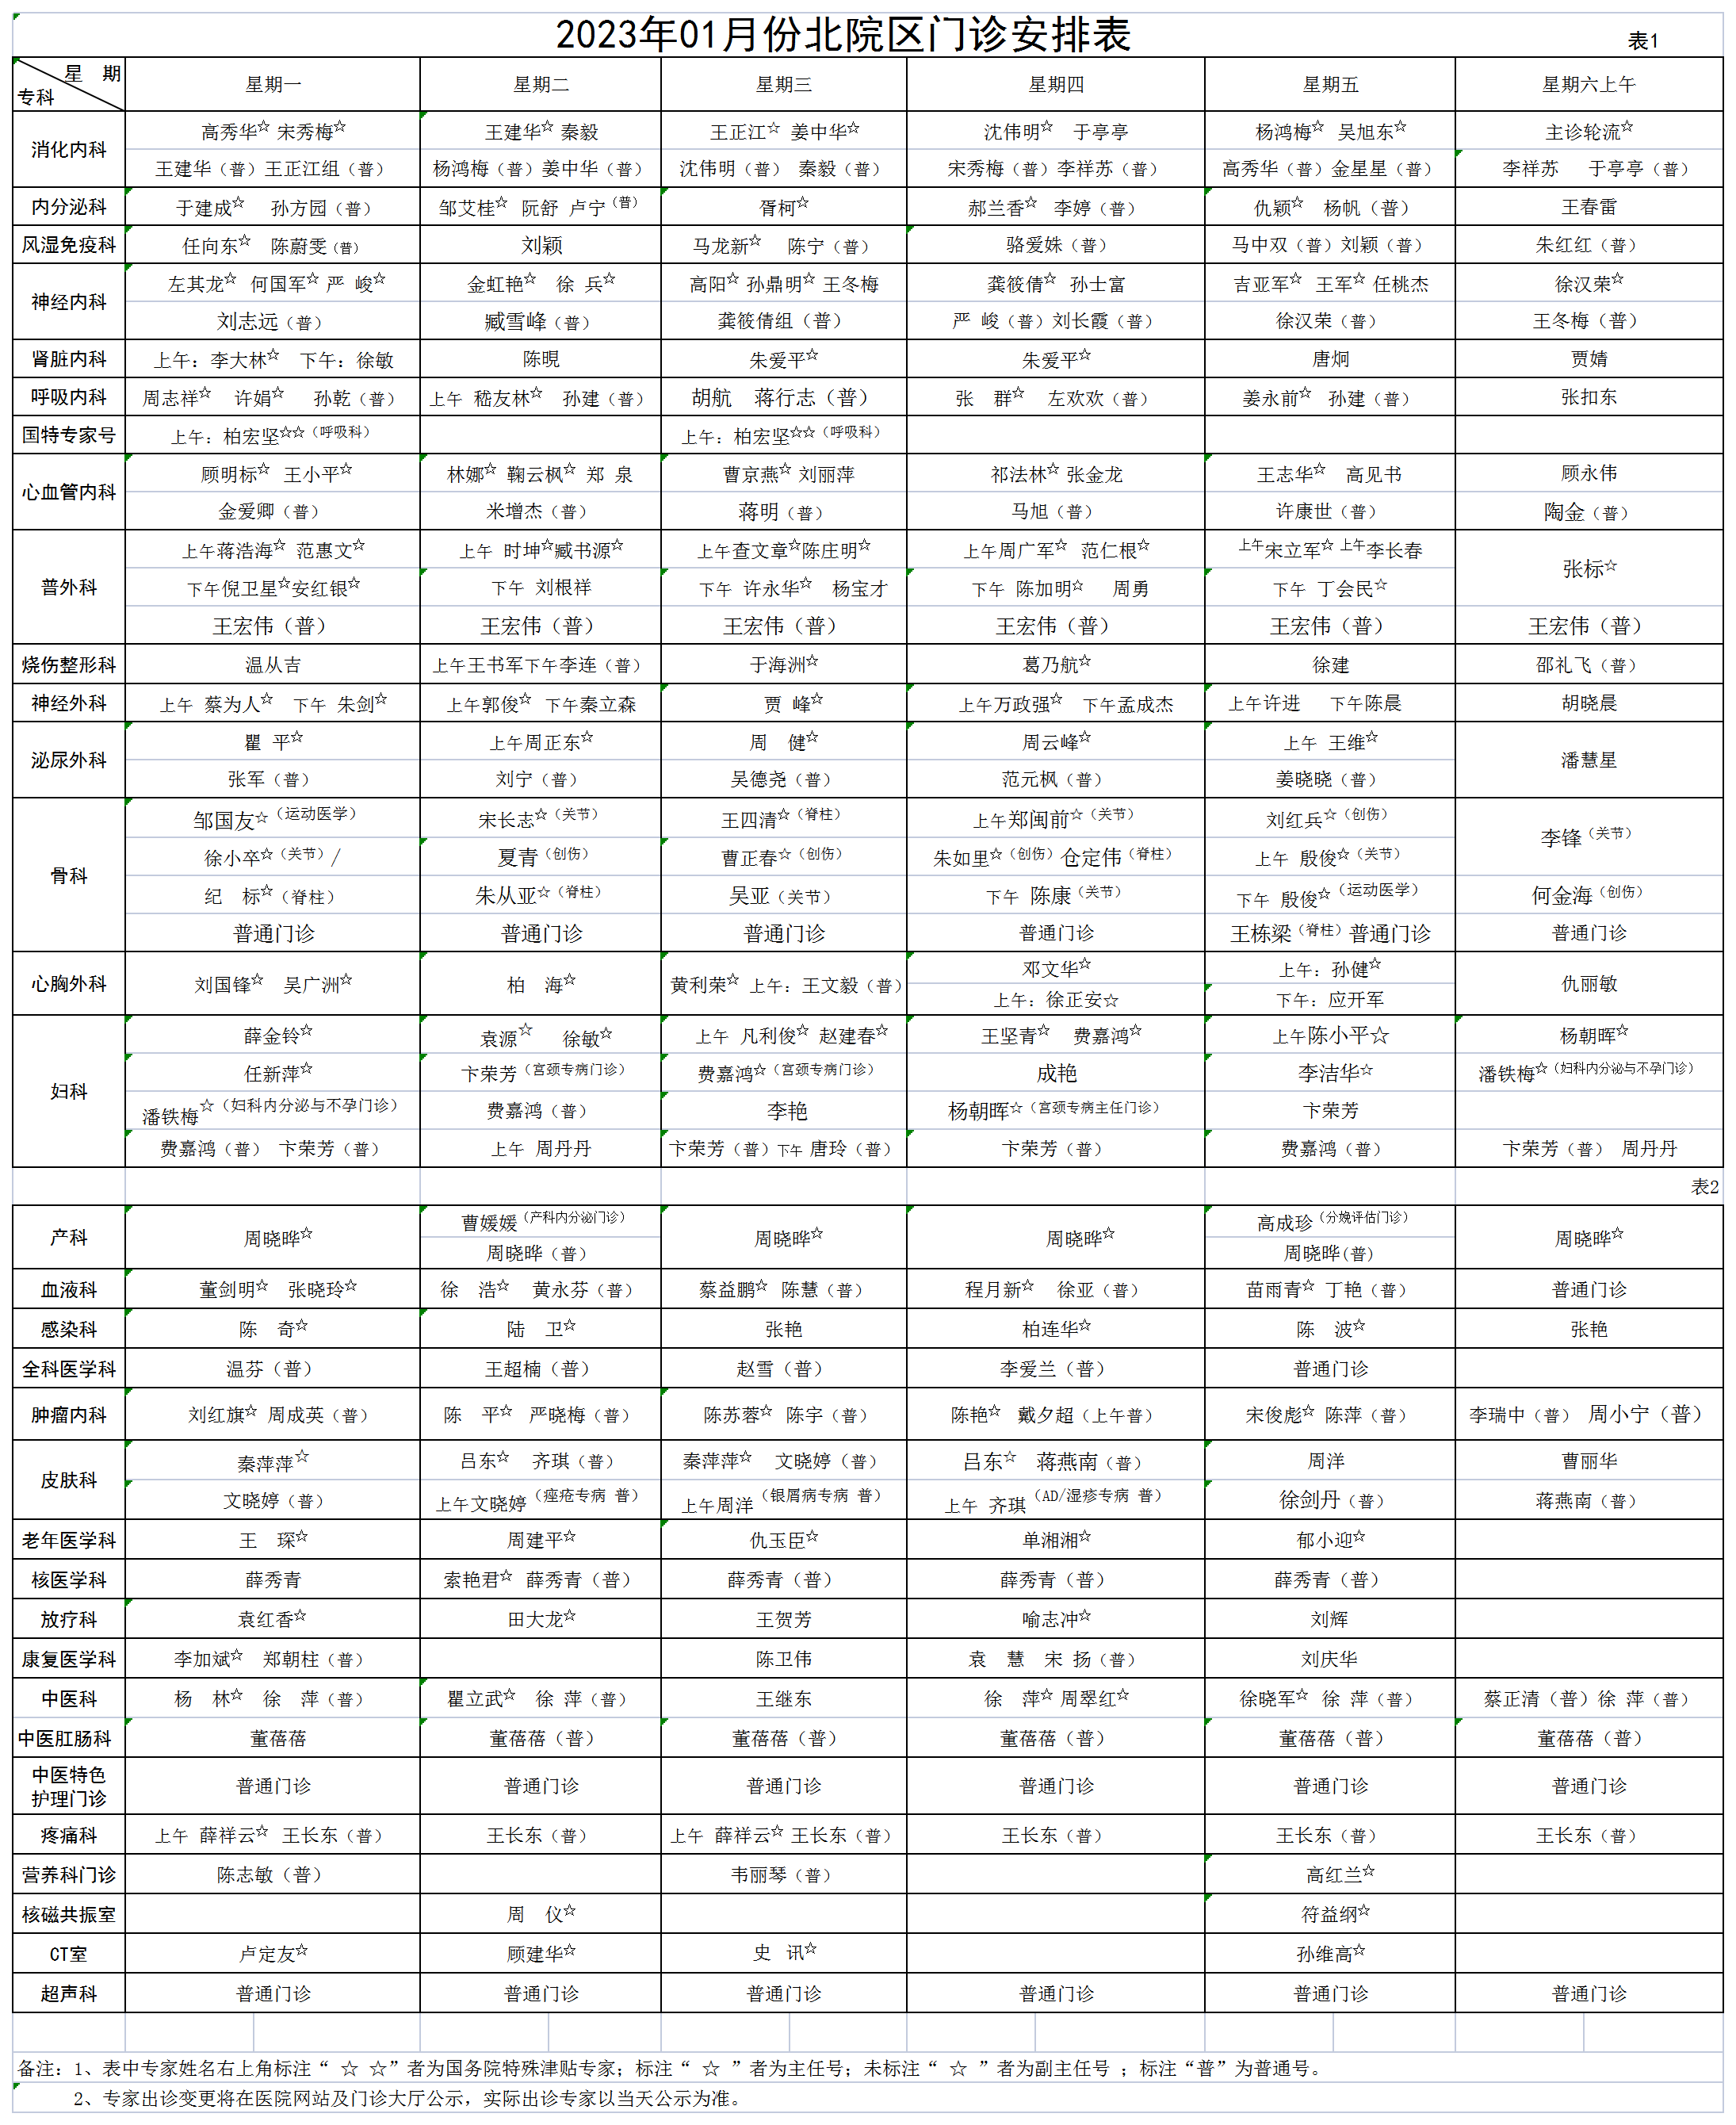 2023年01月份北院区门诊安排表 表1
星 期
专科 星期一 星期二 星期三 星期四 星期五 星期六上午
消化内科 高秀华☆ 宋秀梅☆ 王建华☆ 秦毅 王正江☆ 姜中华☆ 沈伟明☆ 于亭亭 杨鸿梅☆ 吴旭东☆ 主诊轮流☆
王建华（普）王正江组（普） 杨鸿梅（普）姜中华（普） 沈伟明（普） 秦毅（普） 宋秀梅（普）李祥苏（普） 高秀华（普）金星星（普） 李祥苏 于亭亭（普）
内分泌科 于建成☆ 孙方园（普） 邹艾桂☆ 阮舒 卢宁（普） 胥柯☆ 郝兰香☆ 李婷（普） 仇颖☆ 杨帆（普） 王春雷
风湿免疫科 任向东☆ 陈蔚雯（普） 刘颖 马龙新☆ 陈宁（普） 骆爱姝（普） 马中双（普）刘颖（普） 朱红红（普）
神经内科 左其龙☆ 何国军☆ 严 峻☆ 金虹艳☆ 徐 兵☆ 高阳☆ 孙鼎明☆ 王冬梅 龚筱倩☆ 孙士富 吉亚军☆ 王军☆ 任桃杰 徐汉荣☆
刘志远（普） 臧雪峰（普） 龚筱倩组（普） 严 峻（普）刘长霞（普） 徐汉荣（普） 王冬梅（普）
肾脏内科 上午：李大林☆ 下午：徐敏 陈晛 朱爱平☆ 朱爱平☆ 唐炯 贾婧
呼吸内科 周志祥☆ 许娟☆ 孙乾（普） 上午 嵇友林☆ 孙建（普） 胡航 蒋行志（普） 张 群☆ 左欢欢（普） 姜永前☆ 孙建（普） 张扣东
国特专家号 上午：柏宏坚☆☆（呼吸科） 上午：柏宏坚☆☆（呼吸科）
心血管内科 顾明标☆ 王小平☆ 林娜☆ 鞠云枫☆ 郑 泉 曹京燕☆ 刘丽萍 祁法林☆ 张金龙 王志华☆ 高见书 顾永伟
金爱卿（普） 米增杰（普） 蒋明（普） 马旭（普） 许康世（普） 陶金（普）
普外科 上午蒋浩海☆ 范惠文☆ 上午 时坤☆臧书源☆ 上午查文章☆陈庄明☆ 上午周广军☆ 范仁根☆ 上午宋立军☆ 上午李长春 张标☆
下午倪卫星☆安红银☆ 下午 刘根祥 下午 许永华☆ 杨宝才 下午 陈加明☆ 周勇 下午 丁会民☆
王宏伟（普） 王宏伟（普） 王宏伟（普） 王宏伟（普） 王宏伟（普） 王宏伟（普）
烧伤整形科 温从吉 上午王书军下午李连（普） 于海洲☆ 葛乃航☆ 徐建 邵礼飞（普）
神经外科 上午 蔡为人☆ 下午 朱剑☆ 上午郭俊☆ 下午秦立森 贾 峰☆ 上午万政强☆ 下午孟成杰 上午许进 下午陈晨 胡晓晨
泌尿外科 瞿 平☆ 上午周正东☆ 周 健☆ 周云峰☆ 上午 王维☆ 潘慧星
张军（普） 刘宁（普） 吴德尧（普） 范元枫（普） 姜晓晓（普）
骨科 邹国友☆（运动医学） 宋长志☆（关节） 王四清☆（脊柱） 上午郑闽前☆（关节） 刘红兵☆（创伤） 李锋（关节）
徐小卒☆（关节）/ 夏青（创伤） 曹正春☆（创伤） 朱如里☆（创伤）仓定伟（脊柱） 上午 殷俊☆（关节）
纪 标☆（脊柱） 朱从亚☆（脊柱） 吴亚（关节） 下午 陈康（关节） 下午 殷俊☆（运动医学） 何金海（创伤）
普通门诊 普通门诊 普通门诊 普通门诊 王栋梁（脊柱）普通门诊 普通门诊
心胸外科 刘国锋☆ 吴广洲☆ 柏 海☆ 黄利荣☆ 上午：王文毅（普） 邓文华☆ 上午：孙健☆ 仇丽敏
上午：徐正安☆ 下午：应开军
妇科 薛金铃☆ 袁源☆ 徐敏☆ 上午 凡利俊☆ 赵建春☆ 王坚青☆ 费嘉鸿☆ 上午陈小平☆ 杨朝晖☆
任新萍☆ 卞荣芳（宫颈专病门诊） 费嘉鸿☆（宫颈专病门诊） 成艳 李洁华☆ 潘铁梅☆（妇科内分泌与不孕门诊）
潘铁梅☆（妇科内分泌与不孕门诊） 费嘉鸿（普） 李艳 杨朝晖☆（宫颈专病主任门诊） 卞荣芳
费嘉鸿（普） 卞荣芳（普） 上午 周丹丹 卞荣芳（普）下午 唐玲（普） 卞荣芳（普） 费嘉鸿（普） 卞荣芳（普） 周丹丹
表2
产科 周晓晔☆ 曹媛媛（产科内分泌门诊） 周晓晔☆ 周晓晔☆ 高成珍（分娩评估门诊） 周晓晔☆
周晓晔（普） 周晓晔(普)
血液科 董剑明☆ 张晓玲☆ 徐 浩☆ 黄永芬（普） 蔡益鹏☆ 陈慧（普） 程月新☆ 徐亚（普） 苗雨青☆ 丁艳（普） 普通门诊
感染科 陈 奇☆ 陆 卫☆ 张艳 柏连华☆ 陈 波☆ 张艳
全科医学科 温芬（普） 王超楠（普） 赵雪（普） 李爱兰（普） 普通门诊
肿瘤内科 刘红旗☆ 周成英（普） 陈 平☆ 严晓梅（普） 陈苏蓉☆ 陈宇（普） 陈艳☆ 戴夕超（上午普） 宋俊彪☆ 陈萍（普） 李瑞中（普） 周小宁（普）
皮肤科 秦萍萍☆ 吕东☆ 齐琪（普） 秦萍萍☆ 文晓婷（普） 吕东☆ 蒋燕南（普） 周洋 曹丽华
文晓婷（普） 上午文晓婷（痤疮专病 普） 上午周洋（银屑病专病 普） 上午 齐琪（AD/湿疹专病 普） 徐剑丹（普） 蒋燕南（普）
老年医学科 王 琛☆ 周建平☆ 仇玉臣☆ 单湘湘☆ 郁小迎☆
核医学科 薛秀青 索艳君☆ 薛秀青（普） 薛秀青（普） 薛秀青（普） 薛秀青（普）
放疗科 袁红香☆ 田大龙☆ 王贺芳 喻志冲☆ 刘辉
康复医学科 李加斌☆ 郑朝柱（普） 陈卫伟 袁 慧 宋 扬（普） 刘庆华
中医科 杨 林☆ 徐 萍（普） 瞿立武☆ 徐 萍（普） 王继东 徐 萍☆ 周翠红☆ 徐晓军☆ 徐 萍（普） 蔡正清（普）徐 萍（普）
中医肛肠科 董蓓蓓 董蓓蓓（普） 董蓓蓓（普） 董蓓蓓（普） 董蓓蓓（普） 董蓓蓓（普）
中医特色
护理门诊 普通门诊 普通门诊 普通门诊 普通门诊 普通门诊 普通门诊
疼痛科 上午 薛祥云☆ 王长东（普） 王长东（普） 上午 薛祥云☆ 王长东（普） 王长东（普） 王长东（普） 王长东（普）
营养科门诊 陈志敏（普） 韦丽琴（普） 高红兰☆
核磁共振室 周 仪☆ 符益纲☆
CT室 卢定友☆ 顾建华☆ 史 讯☆ 孙维高☆
超声科 普通门诊 普通门诊 普通门诊 普通门诊 普通门诊 普通门诊
备注：1、表中专家姓名右上角标注“ ☆ ☆”者为国务院特殊津贴专家；标注“ ☆ ”者为主任号；未标注“ ☆ ”者为副主任号 ；标注“普”为普通号。
2、专家出诊变更将在医院网站及门诊大厅公示，实际出诊专家以当天公示为准。